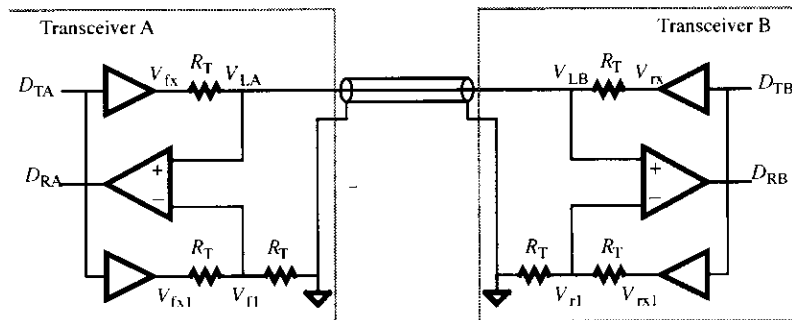 Transceiver A
Transceiver B
D_TA
V_fx
R_T
V_LA
V_LB
R_T
V_rx
D_TB
D_RA
+
−
+
−
D_RB
R_T
R_T
R_T
R_T
V_fx1
V_f1
V_r1
V_rx1